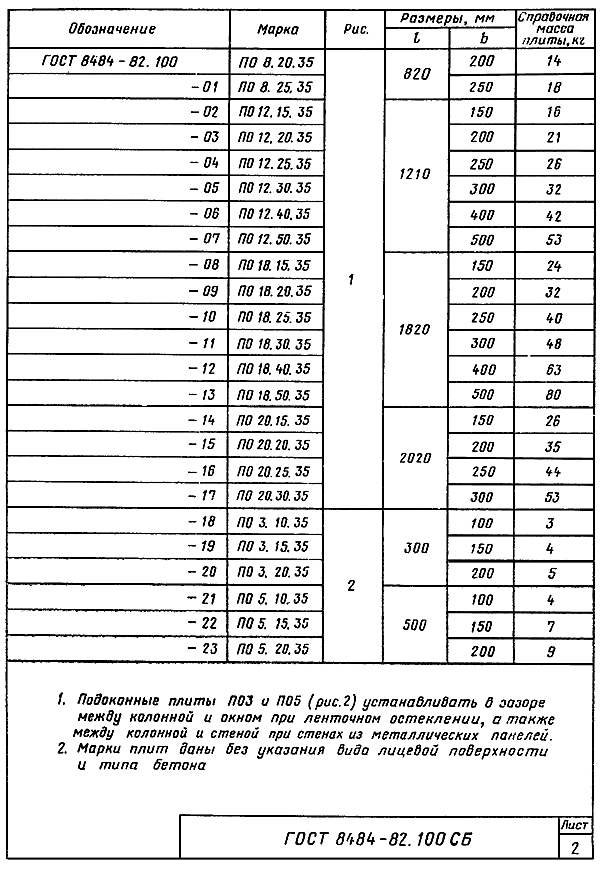 Обозначение Марка Рис. Размеры, мм Справочная масса плиты, кг
l b
ГОСТ 8484-82.100 ПО 8.20.35 1 820 200 14
-01 ПО 8.25.35 250 18
-02 ПО 12.15.35 1210 150 16
-03 ПО 12.20.35 200 21
-04 ПО 12.25.35 250 26
-05 ПО 12.30.35 300 32
-06 ПО 12.40.35 400 42
-07 ПО 12.50.35 500 53
-08 ПО 18.15.35 1820 150 24
-09 ПО 18.20.35 200 32
-10 ПО 18.25.35 250 40
-11 ПО 18.30.35 300 48
-12 ПО 18.40.35 400 63
-13 ПО 18.50.35 500 80
-14 ПО 20.15.35 2020 150 26
-15 ПО 20.20.35 200 35
-16 ПО 20.25.35 250 44
-17 ПО 20.30.35 300 53
-18 ПО 3.10.35 2 300 100 3
-19 ПО 3.15.35 150 4
-20 ПО 3.20.35 200 5
-21 ПО 5.10.35 500 100 4
-22 ПО 5.15.35 150 7
-23 ПО 5.20.35 200 9
1. Подоконные плиты ПО3 и ПО5 (рис.2) устанавливать в зазоре
между колонной и окном при ленточном остеклении, а также
между колонной и стеной при стенах из металлических панелей.
2. Марки плит даны без указания вида лицевой поверхности
и типа бетона
ГОСТ 8484-82.100 СБ
Лист
2